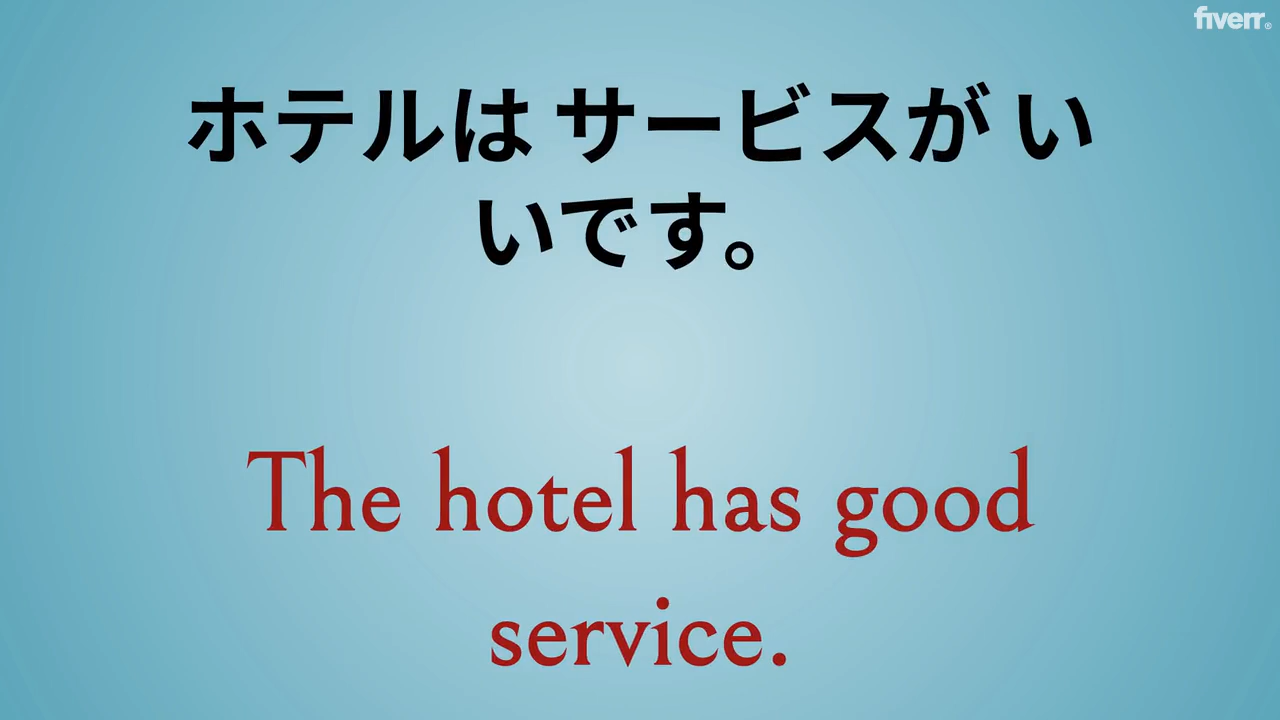 fiverr®
ホテルは サービスが い
いです。
The hotel has good
service.